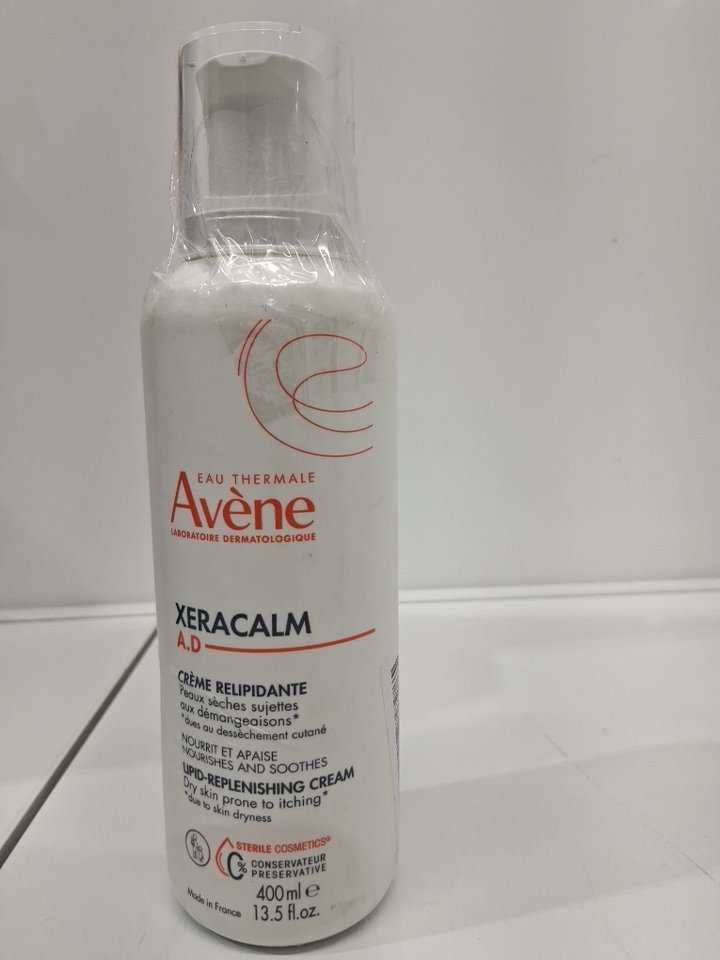 EAU THERMALE
Avène
LABORATOIRE DERMATOLOGIQUE
XERACALM
A.D
CRÈME RELIPIDANTE
Peaux sèches sujettes
aux démangeaisons*
*dues au dessèchement cutané
NOURRIT ET APAISE
NOURISHES AND SOOTHES
LIPID-REPLENISHING CREAM
Dry skin prone to itching*
*due to skin dryness
STERILE COSMETICS®
0% CONSERVATEUR
PRESERVATIVE
Made in France
400 ml e
13.5 fl.oz.